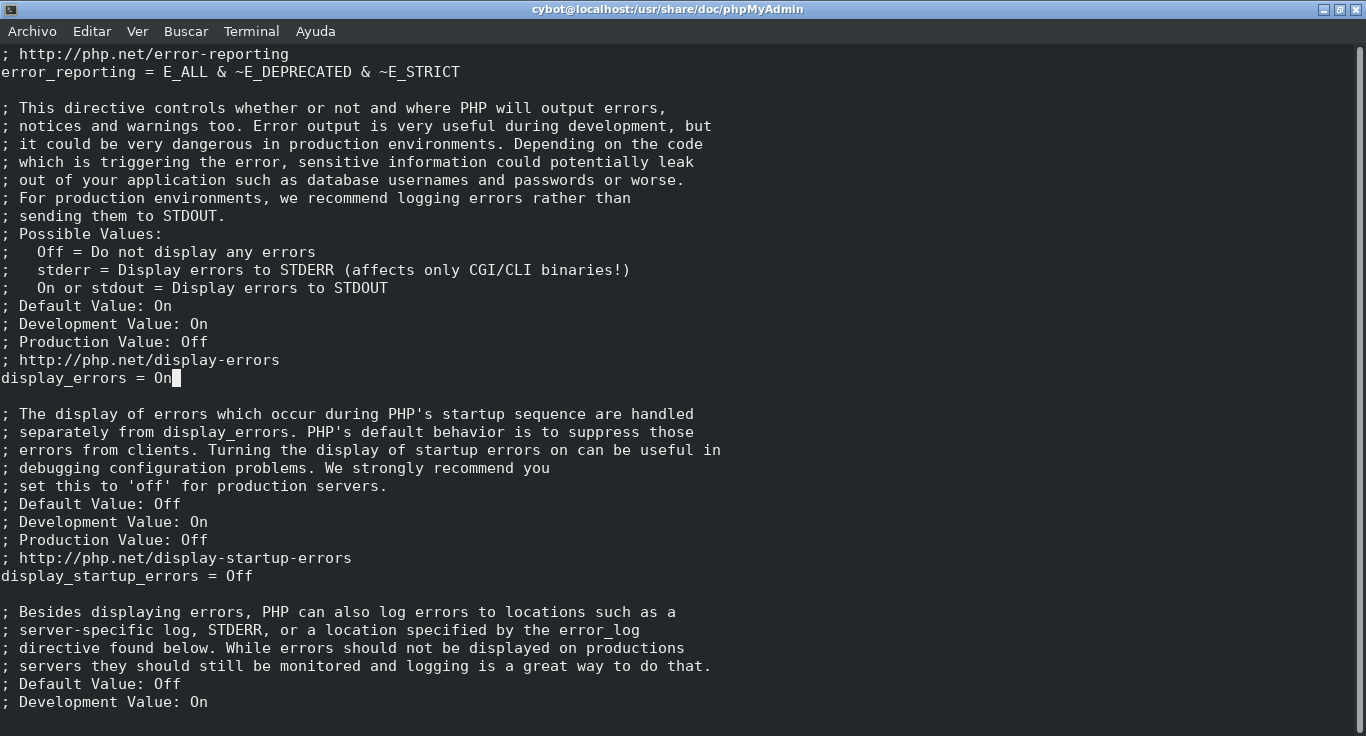 cybot@localhost:/usr/share/doc/phpMyAdmin
Archivo Editar Ver Buscar Terminal Ayuda
; http://php.net/error-reporting
error_reporting = E_ALL & ~E_DEPRECATED & ~E_STRICT
; This directive controls whether or not and where PHP will output errors,
; notices and warnings too. Error output is very useful during development, but
; it could be very dangerous in production environments. Depending on the code
; which is triggering the error, sensitive information could potentially leak
; out of your application such as database usernames and passwords or worse.
; For production environments, we recommend logging errors rather than
; sending them to STDOUT.
; Possible Values:
;   Off = Do not display any errors
;   stderr = Display errors to STDERR (affects only CGI/CLI binaries!)
;   On or stdout = Display errors to STDOUT
; Default Value: On
; Development Value: On
; Production Value: Off
; http://php.net/display-errors
display_errors = On
; The display of errors which occur during PHP's startup sequence are handled
; separately from display_errors. PHP's default behavior is to suppress those
; errors from clients. Turning the display of startup errors on can be useful in
; debugging configuration problems. We strongly recommend you
; set this to 'off' for production servers.
; Default Value: Off
; Development Value: On
; Production Value: Off
; http://php.net/display-startup-errors
display_startup_errors = Off
; Besides displaying errors, PHP can also log errors to locations such as a
; server-specific log, STDERR, or a location specified by the error_log
; directive found below. While errors should not be displayed on productions
; servers they should still be monitored and logging is a great way to do that.
; Default Value: Off
; Development Value: On